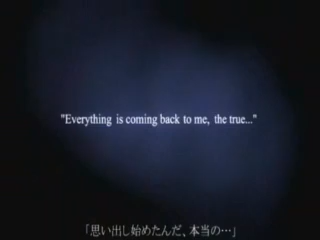 "Everything is coming back to me, the true..."
「思い出し始めたんだ、本当の…」